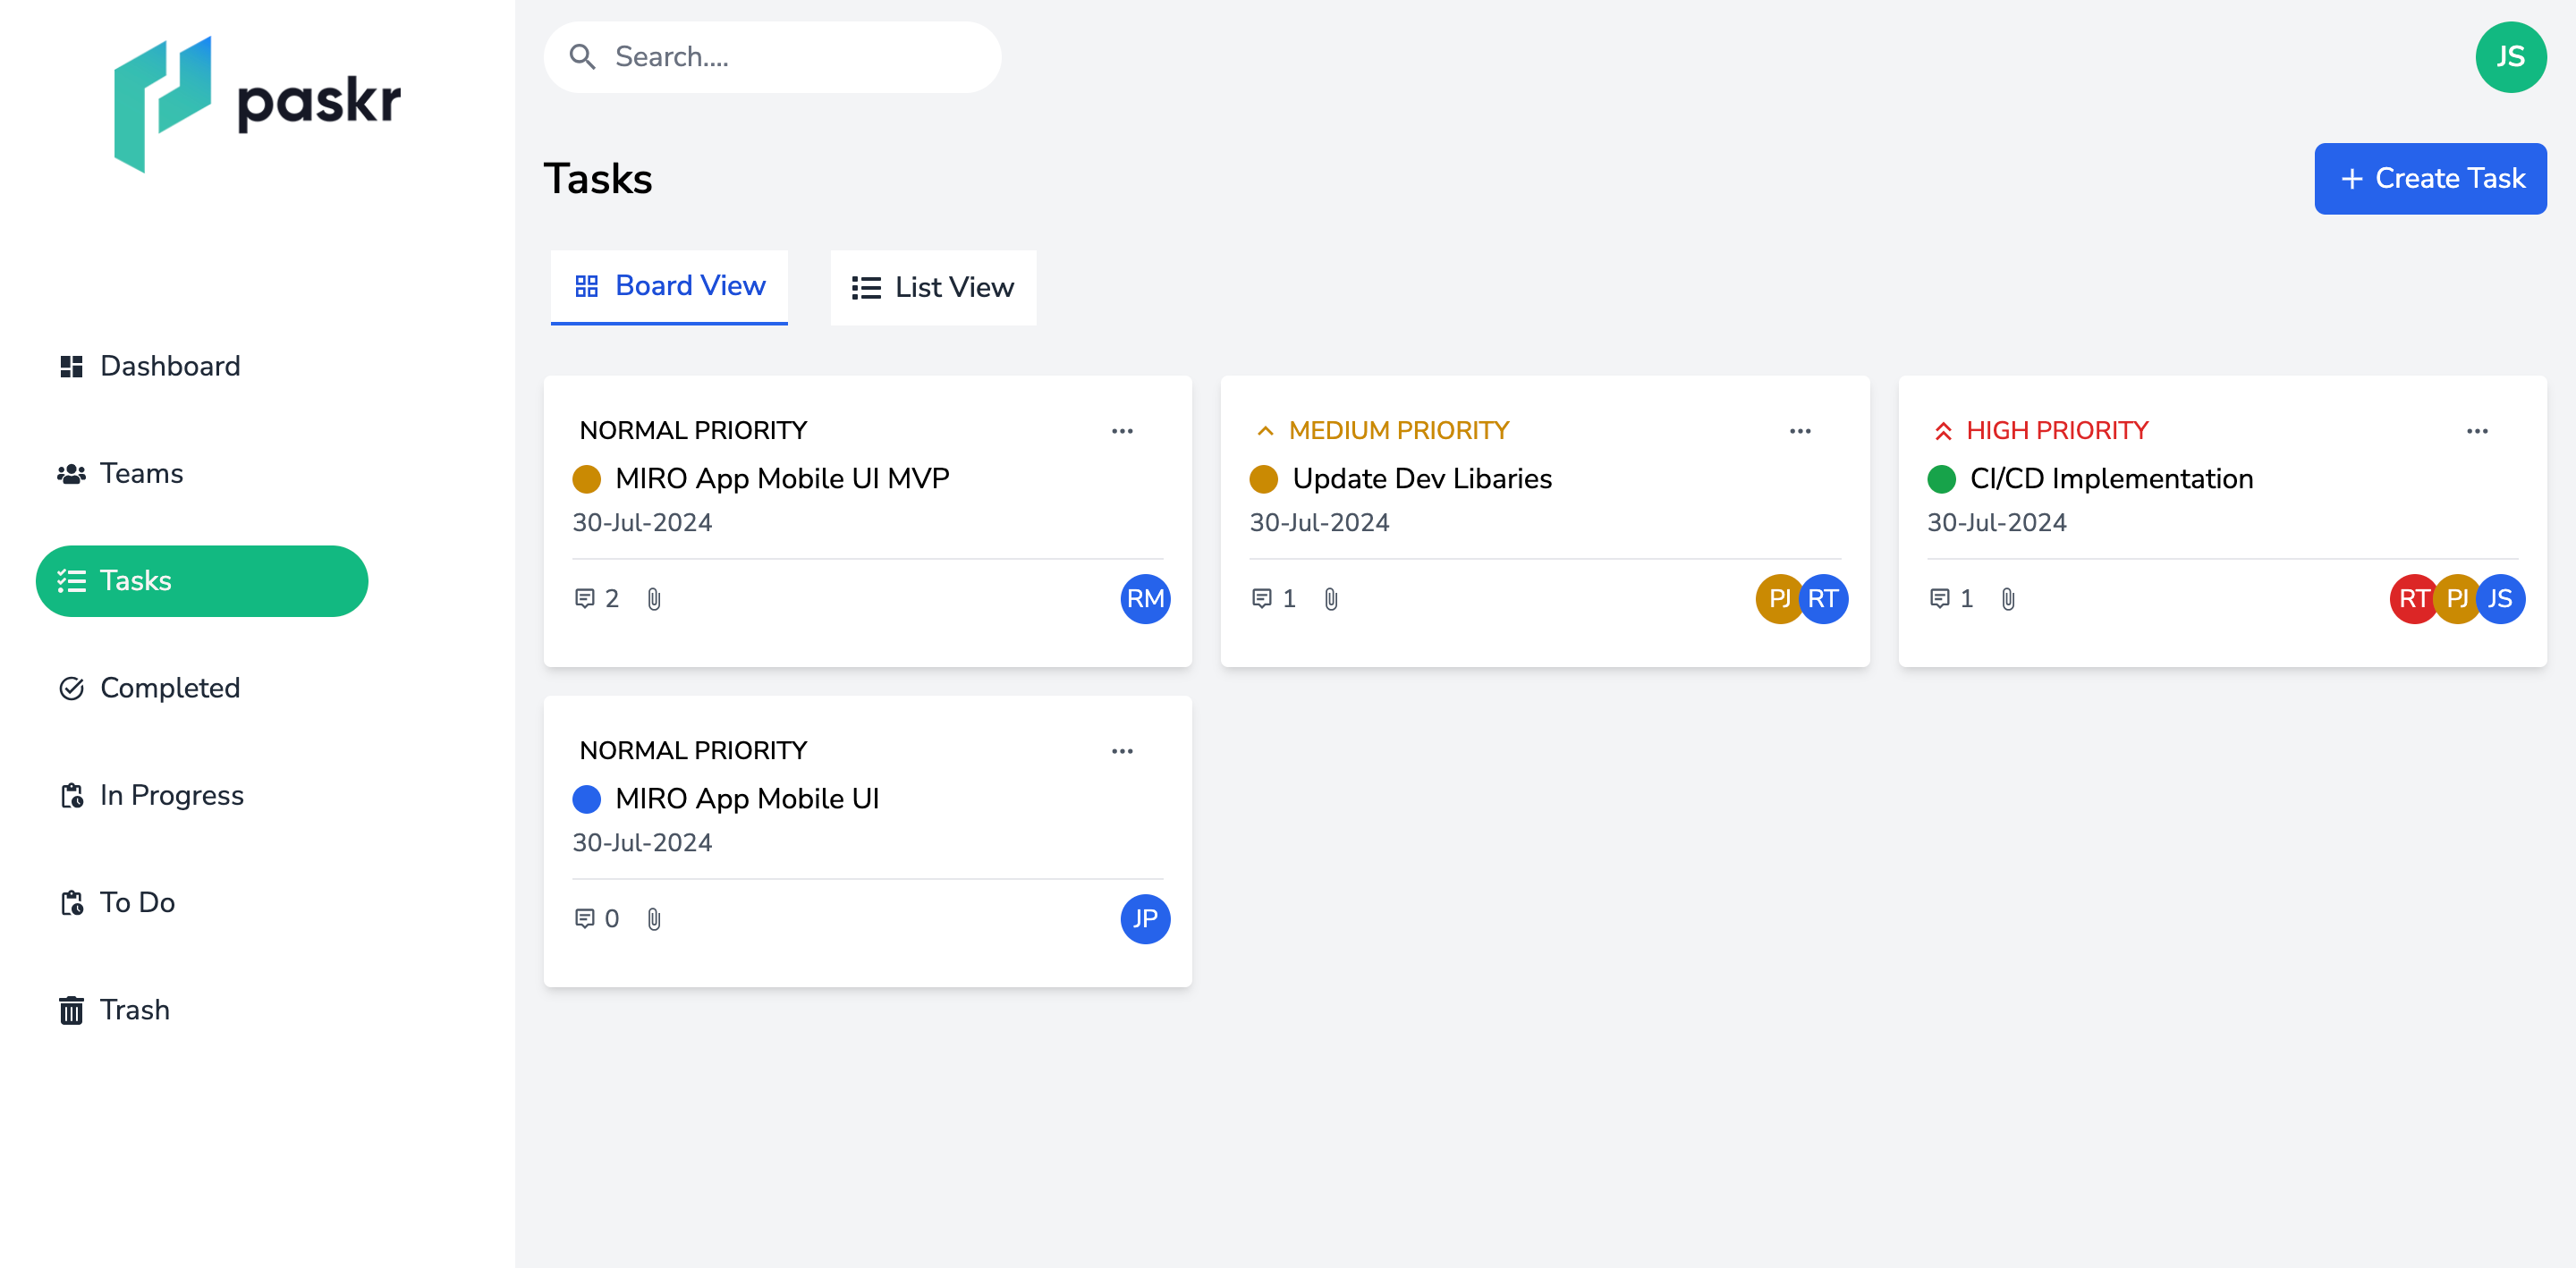 paskr
Dashboard
Teams
Tasks
Completed
In Progress
To Do
Trash
Search....
JS
Tasks
Create Task
Board View
List View
NORMAL PRIORITY
MIRO App Mobile UI MVP
30-Jul-2024
2
RM
MEDIUM PRIORITY
Update Dev Libaries
30-Jul-2024
1
PJ RT
HIGH PRIORITY
CI/CD Implementation
30-Jul-2024
1
RT PJ JS
NORMAL PRIORITY
MIRO App Mobile UI
30-Jul-2024
0
JP